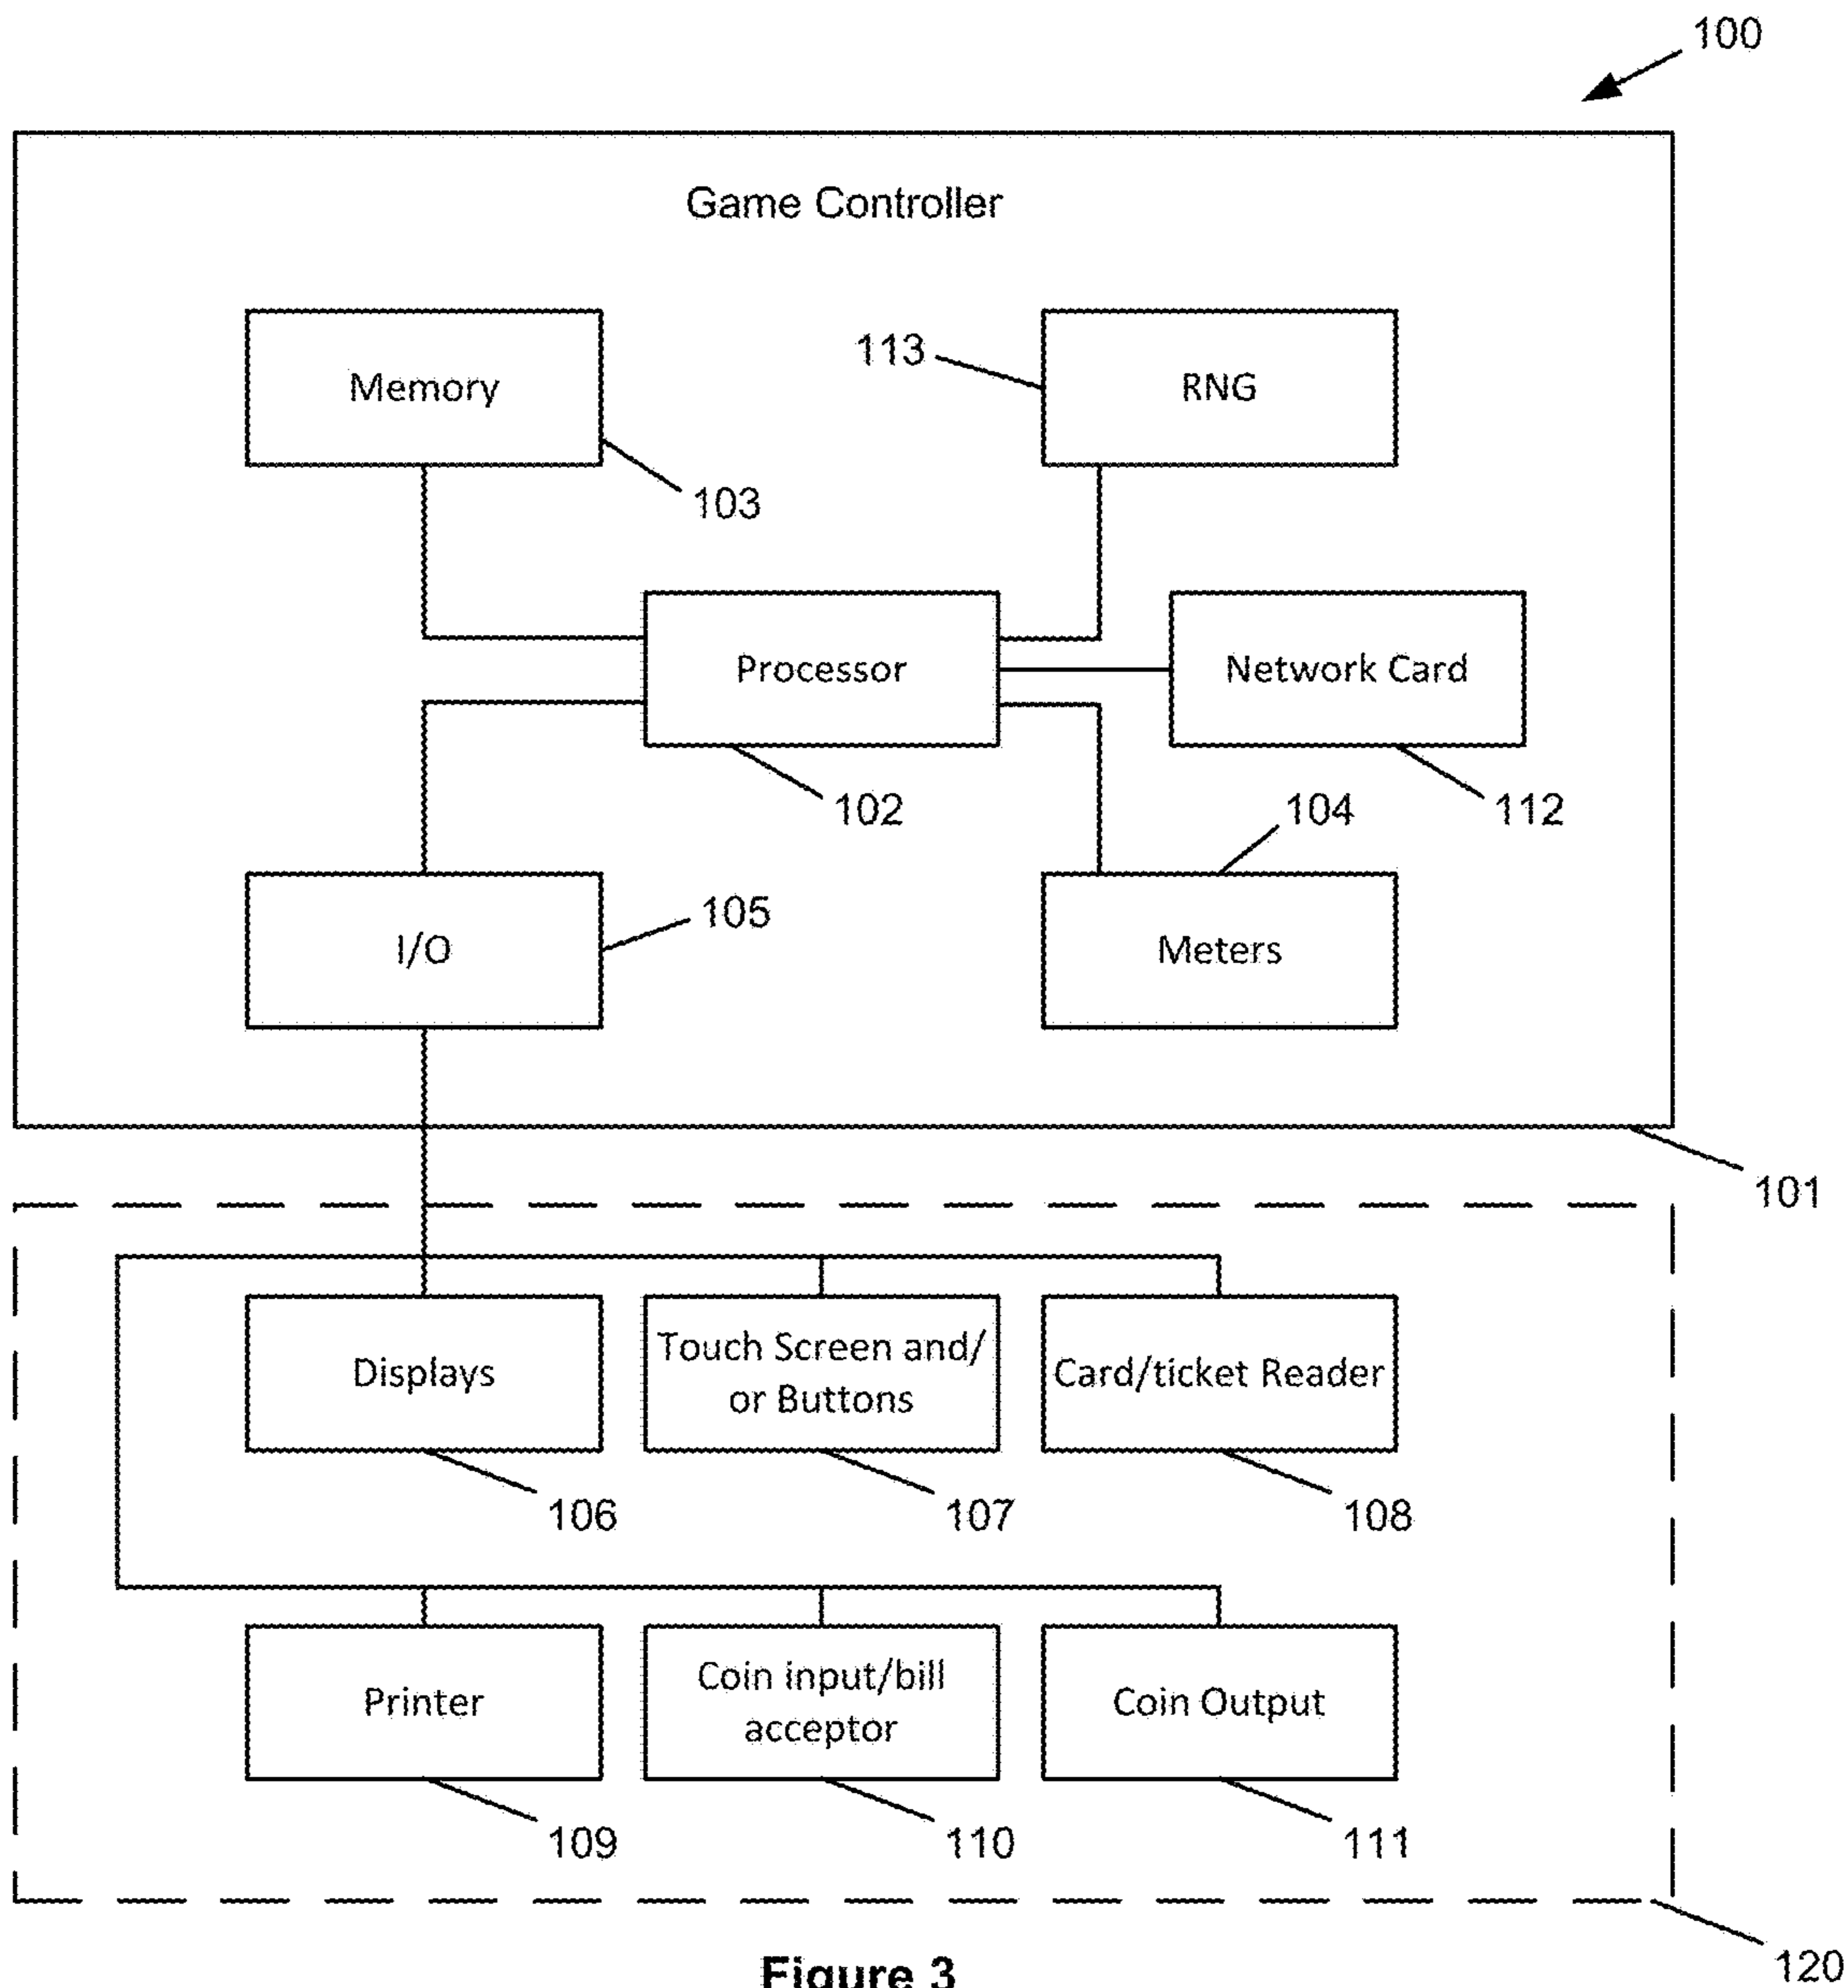 100
Game Controller
Memory
113
RNG
103
Processor
Network Card
102
104
112
I/O
105
Meters
101
Displays
Touch Screen and/
or Buttons
Card/ticket Reader
106
107
108
Printer
Coin input/bill
acceptor
Coin Output
109
110
111
120
Figure 3